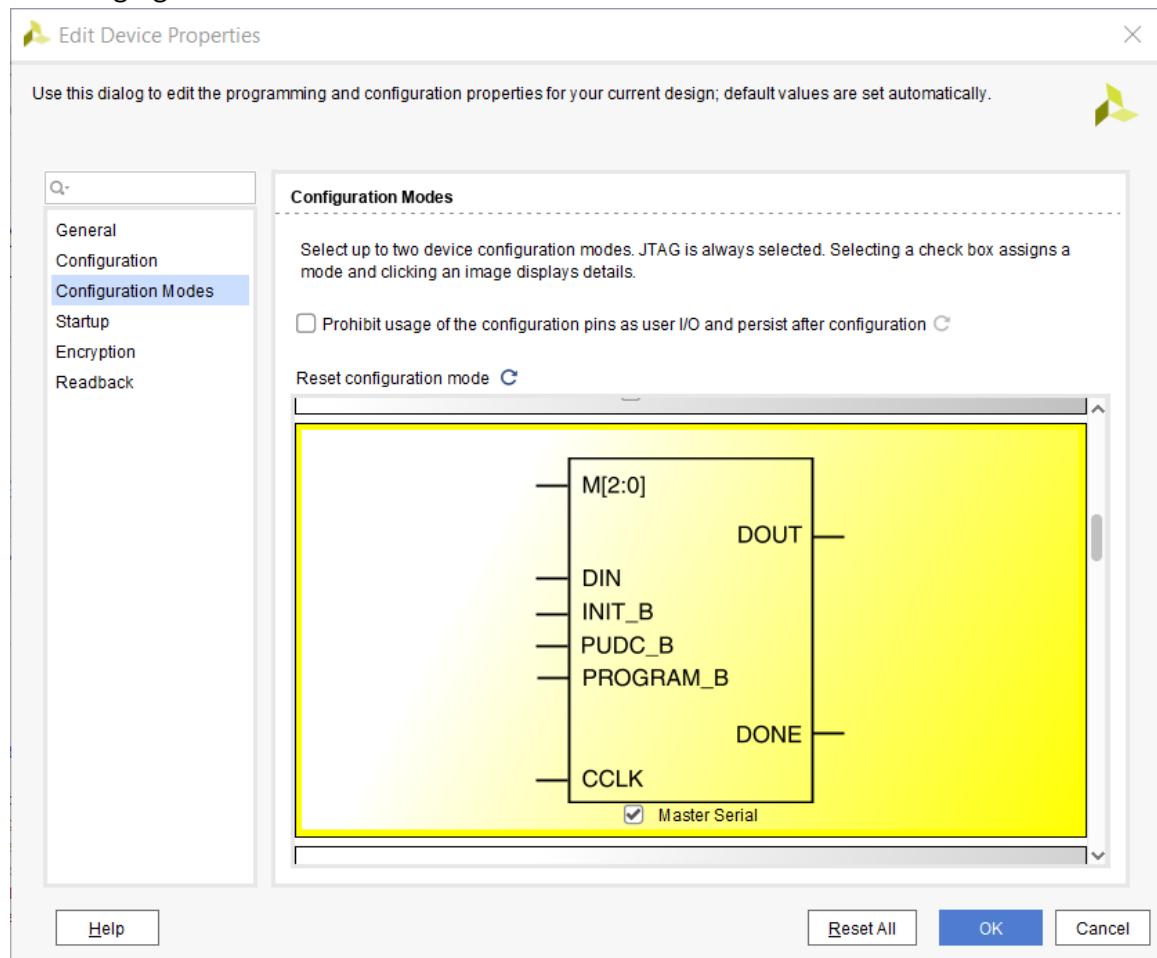 Edit Device Properties
Use this dialog to edit the programming and configuration properties for your current design; default values are set automatically.
General
Configuration
Configuration Modes
Startup
Encryption
Readback
Configuration Modes
Select up to two device configuration modes. JTAG is always selected. Selecting a check box assigns a
mode and clicking an image displays details.
Prohibit usage of the configuration pins as user I/O and persist after configuration
Reset configuration mode
M[2:0]
DOUT
DIN
INIT_B
PUDC_B
PROGRAM_B
DONE
CCLK
Master Serial
Help
Reset All
OK
Cancel